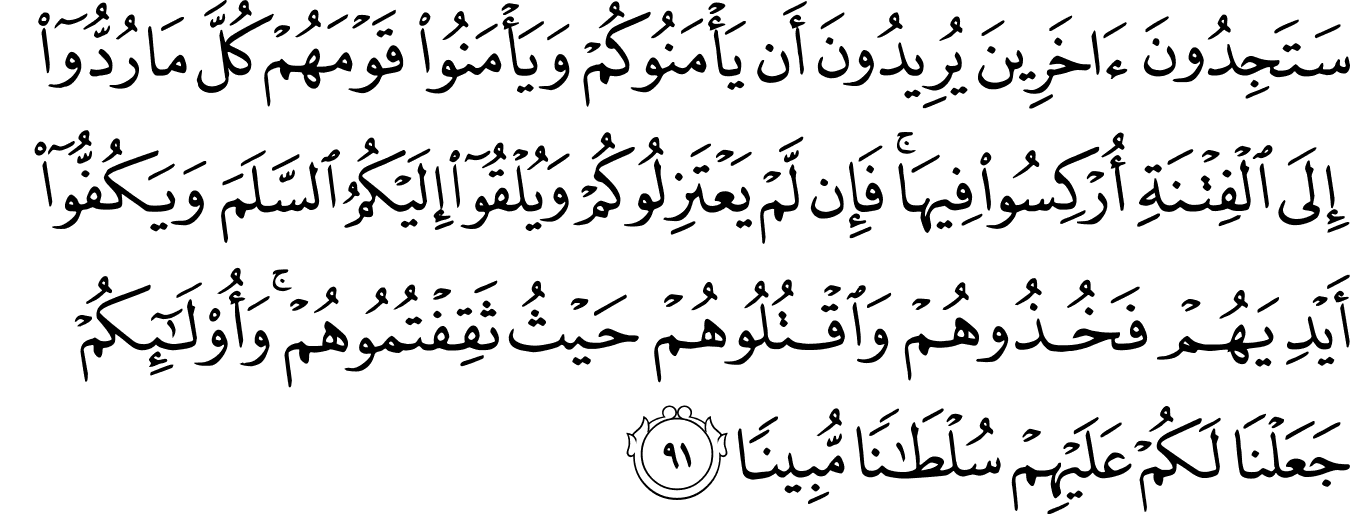 سَتَجِدُونَ ءَاخَرِينَ يُرِيدُونَ أَن يَأْمَنُوكُمْ وَيَأْمَنُوا۟ قَوْمَهُمْ كُلَّ مَا رُدُّوٓا۟
إِلَى ٱلْفِتْنَةِ أُرْكِسُوا۟ فِيهَا ۚ فَإِن لَّمْ يَعْتَزِلُوكُمْ وَيُلْقُوٓا۟ إِلَيْكُمُ ٱلسَّلَمَ وَيَكُفُّوٓا۟
أَيْدِيَهُمْ فَخُذُوهُمْ وَٱقْتُلُوهُمْ حَيْثُ ثَقِفْتُمُوهُمْ ۚ وَأُو۟لَـٰٓئِكُمْ
جَعَلْنَا لَكُمْ عَلَيْهِمْ سُلْطَـٰنًا مُّبِينًا ٩١